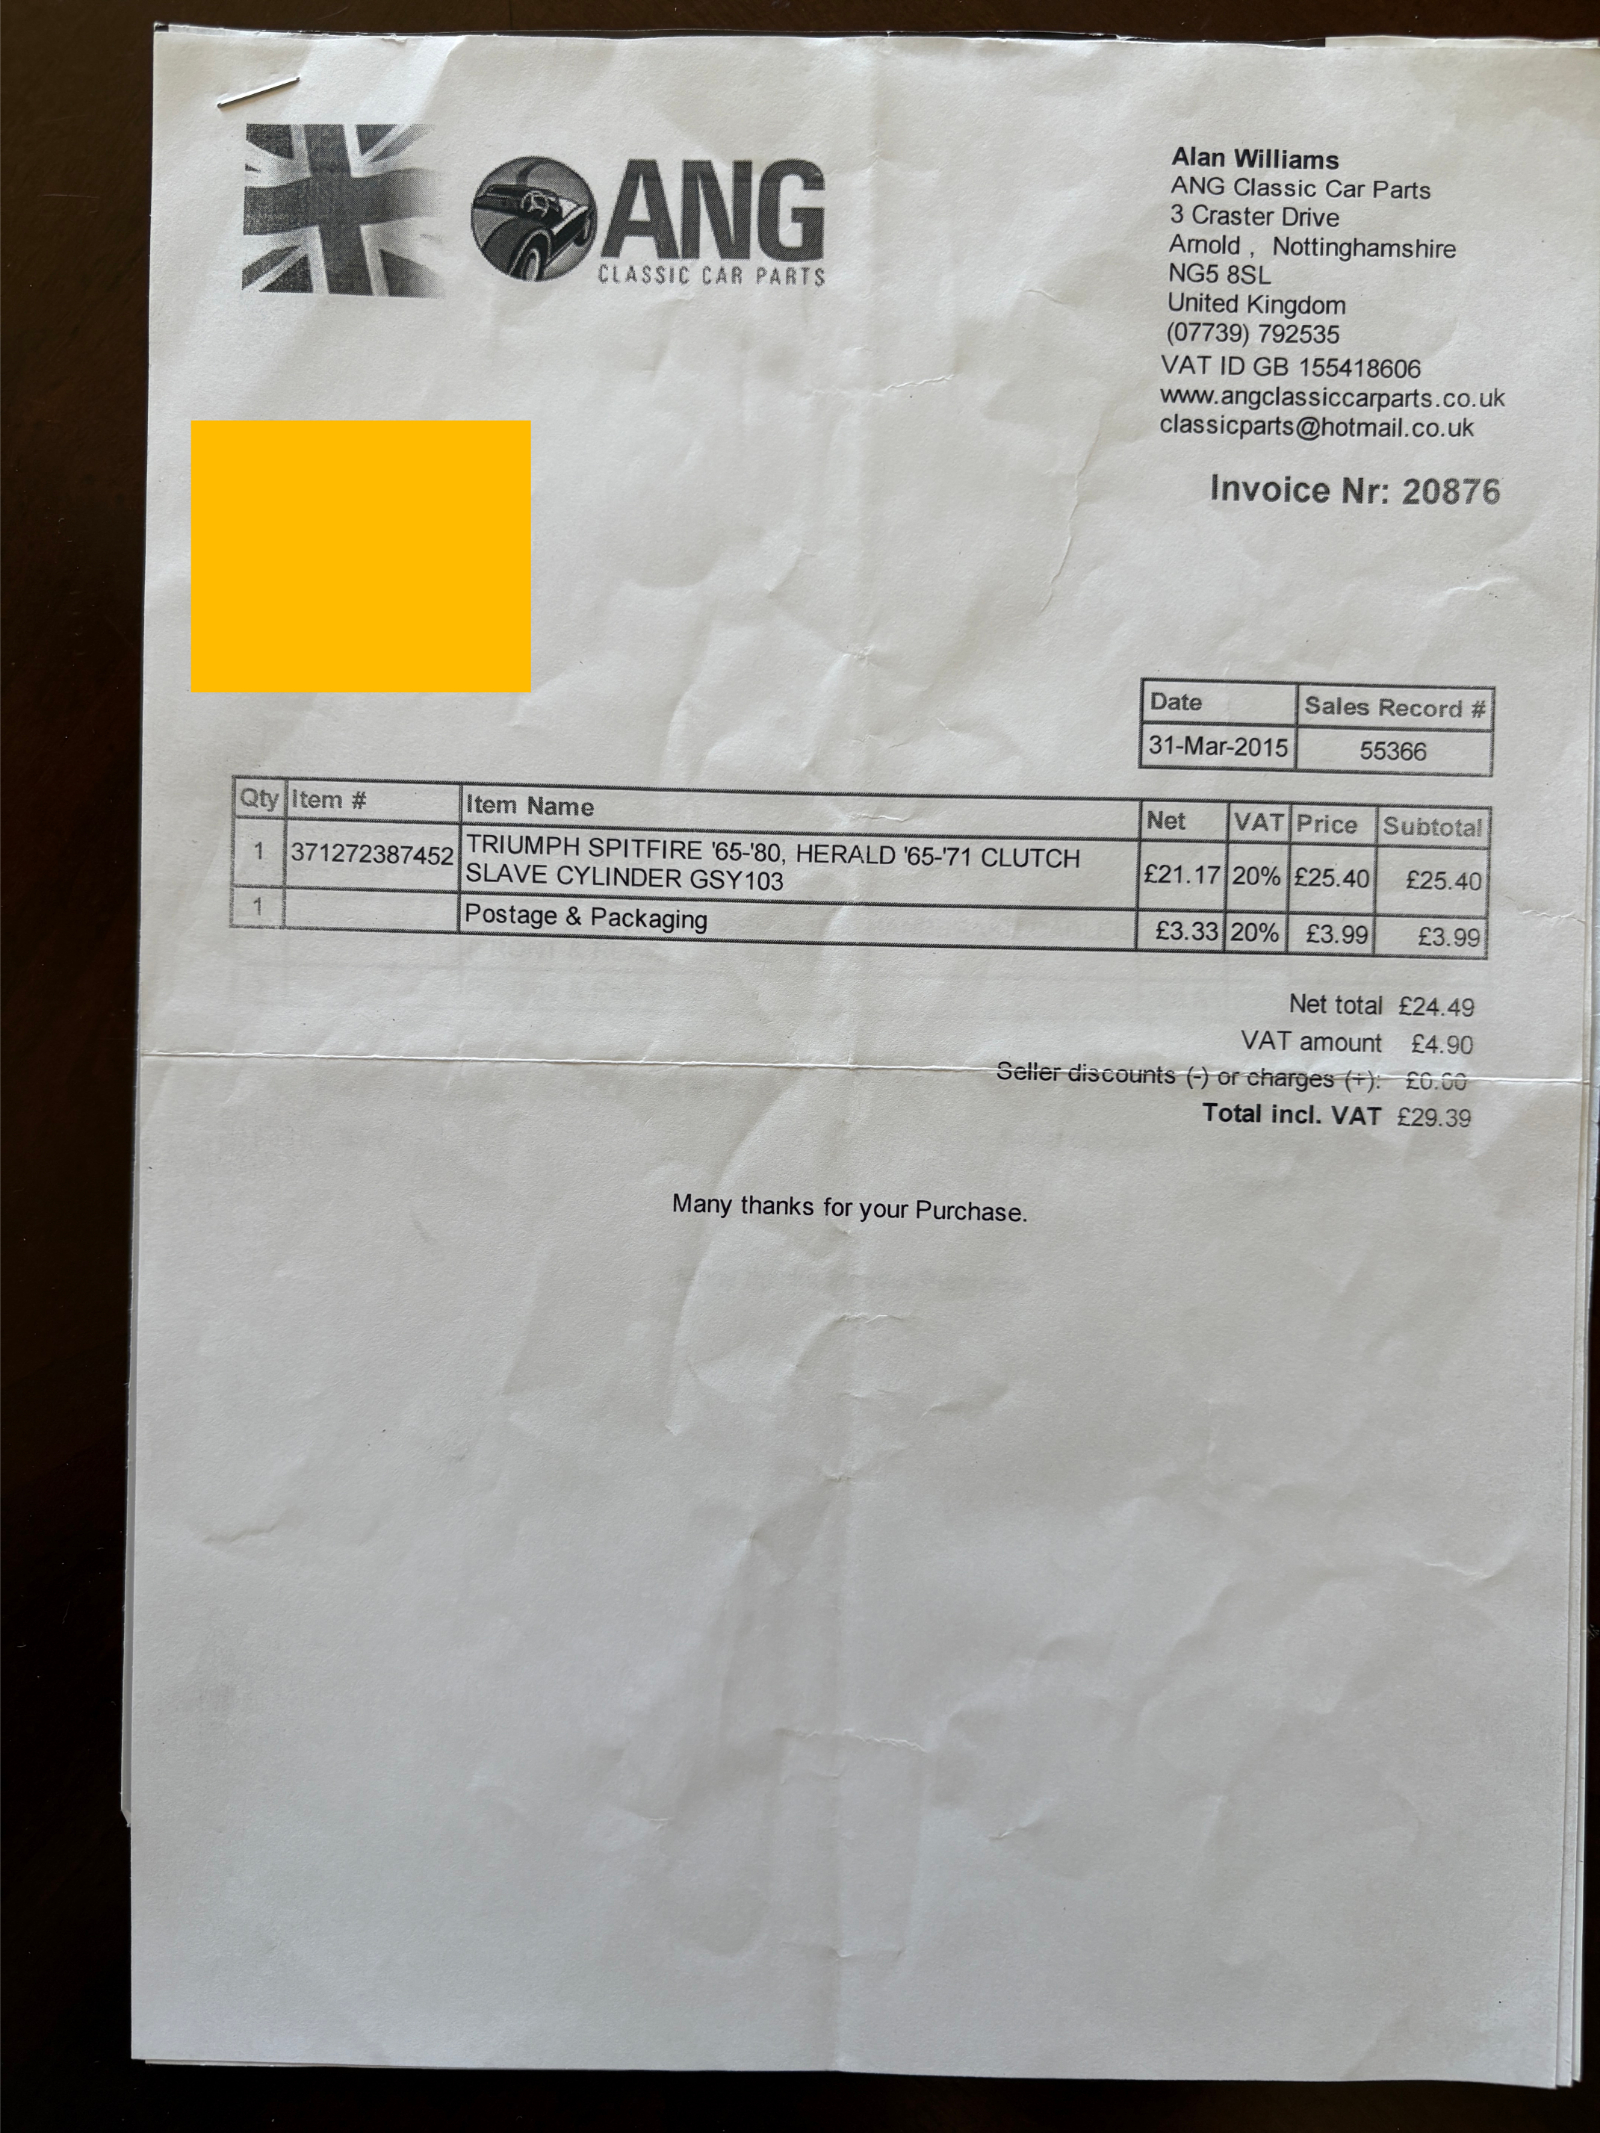 ANG
CLASSIC CAR PARTS
Alan Williams
ANG Classic Car Parts
3 Craster Drive
Arnold , Nottinghamshire
NG5 8SL
United Kingdom
(07739) 792535
VAT ID GB 155418606
www.angclassiccarparts.co.uk
classicparts@hotmail.co.uk
Invoice Nr: 20876
Date Sales Record #
31-Mar-2015 55366
Qty Item # Item Name Net VAT Price Subtotal
1 371272387452 TRIUMPH SPITFIRE '65-'80, HERALD '65-'71 CLUTCH
SLAVE CYLINDER GSY103 £21.17 20% £25.40 £25.40
1 Postage & Packaging £3.33 20% £3.99 £3.99
Net total £24.49
VAT amount £4.90
Seller discounts (-) or charges (+): £0.00
Total incl. VAT £29.39
Many thanks for your Purchase.